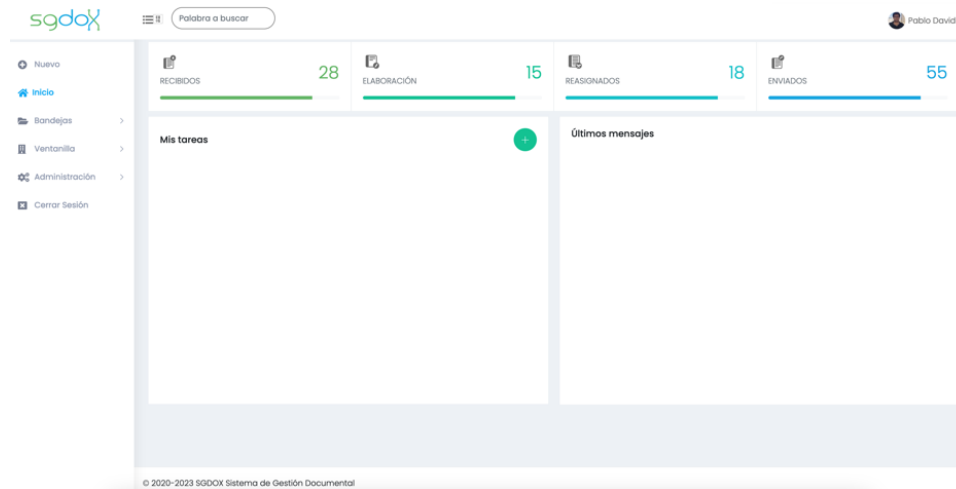 sgdoX
Palabra a buscar
Pablo David
Nuevo
Inicio
Bandejas
Ventanilla
Administración
Cerrar Sesión
RECIBIDOS
28
ELABORACIÓN
15
REASIGNADOS
18
ENVIADOS
55
Mis tareas
Últimos mensajes
© 2020-2023 SGDOX Sistema de Gestión Documental